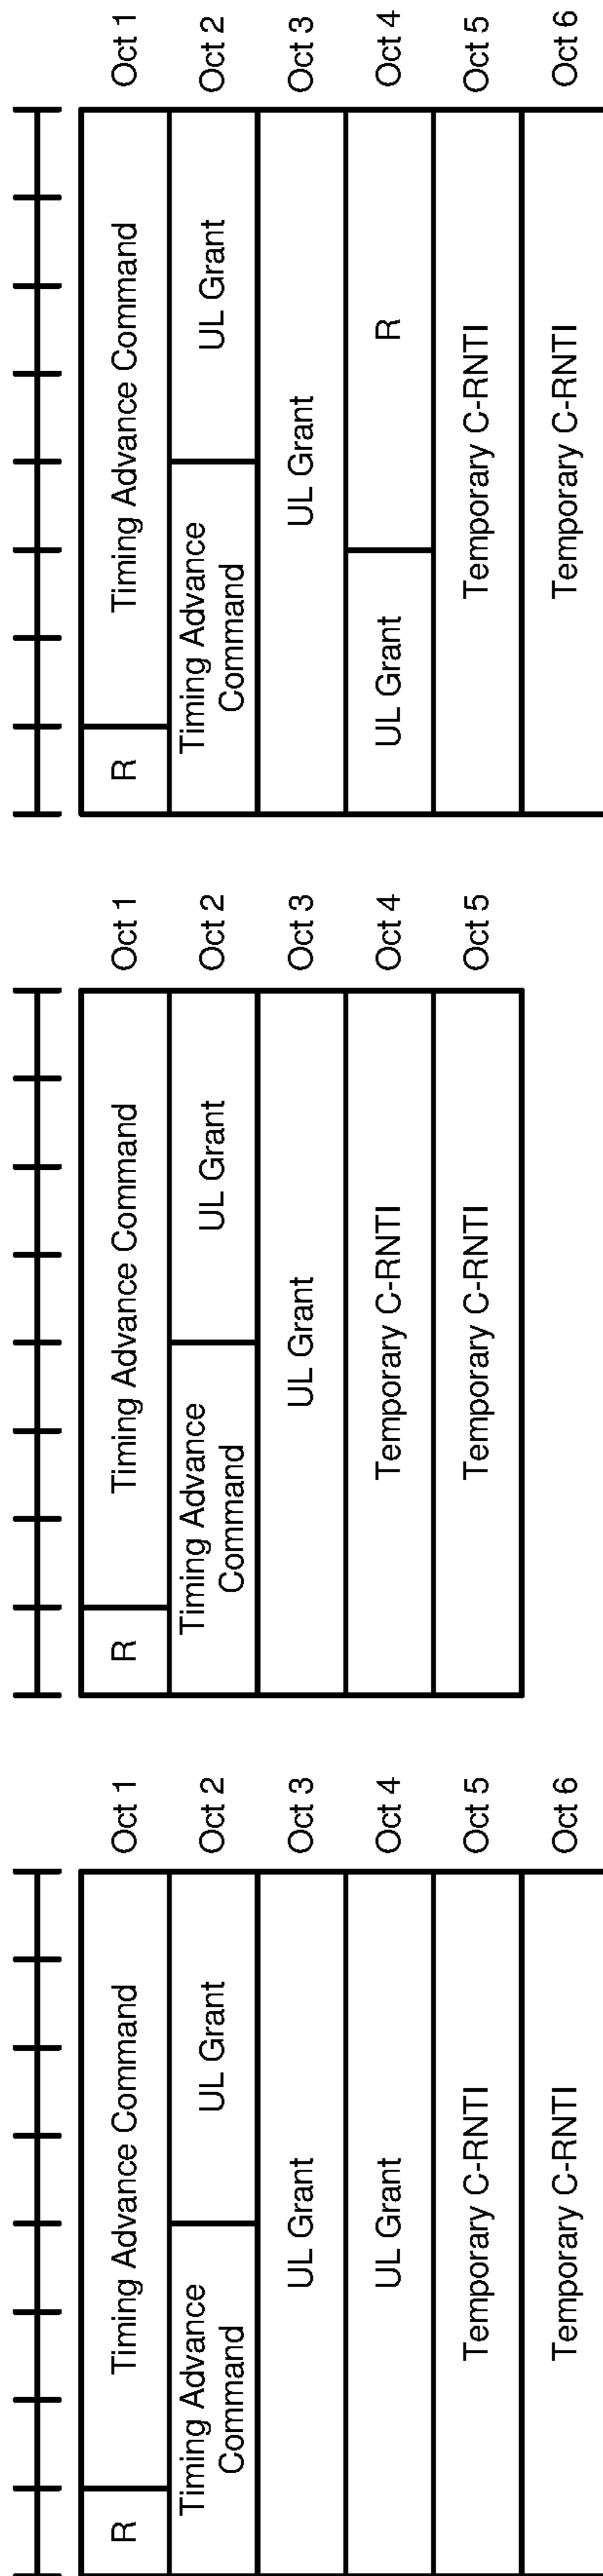 R
Timing Advance Command
Oct 1
Timing Advance
Command
UL Grant
Oct 2
UL Grant
Oct 3
UL Grant
Oct 4
Temporary C-RNTI
Oct 5
Temporary C-RNTI
Oct 6
R
Timing Advance Command
Oct 1
Timing Advance
Command
UL Grant
Oct 2
UL Grant
Oct 3
Temporary C-RNTI
Oct 4
Temporary C-RNTI
Oct 5
R
Timing Advance Command
Oct 1
Timing Advance
Command
UL Grant
Oct 2
UL Grant
Oct 3
UL Grant
R
Oct 4
Temporary C-RNTI
Oct 5
Temporary C-RNTI
Oct 6